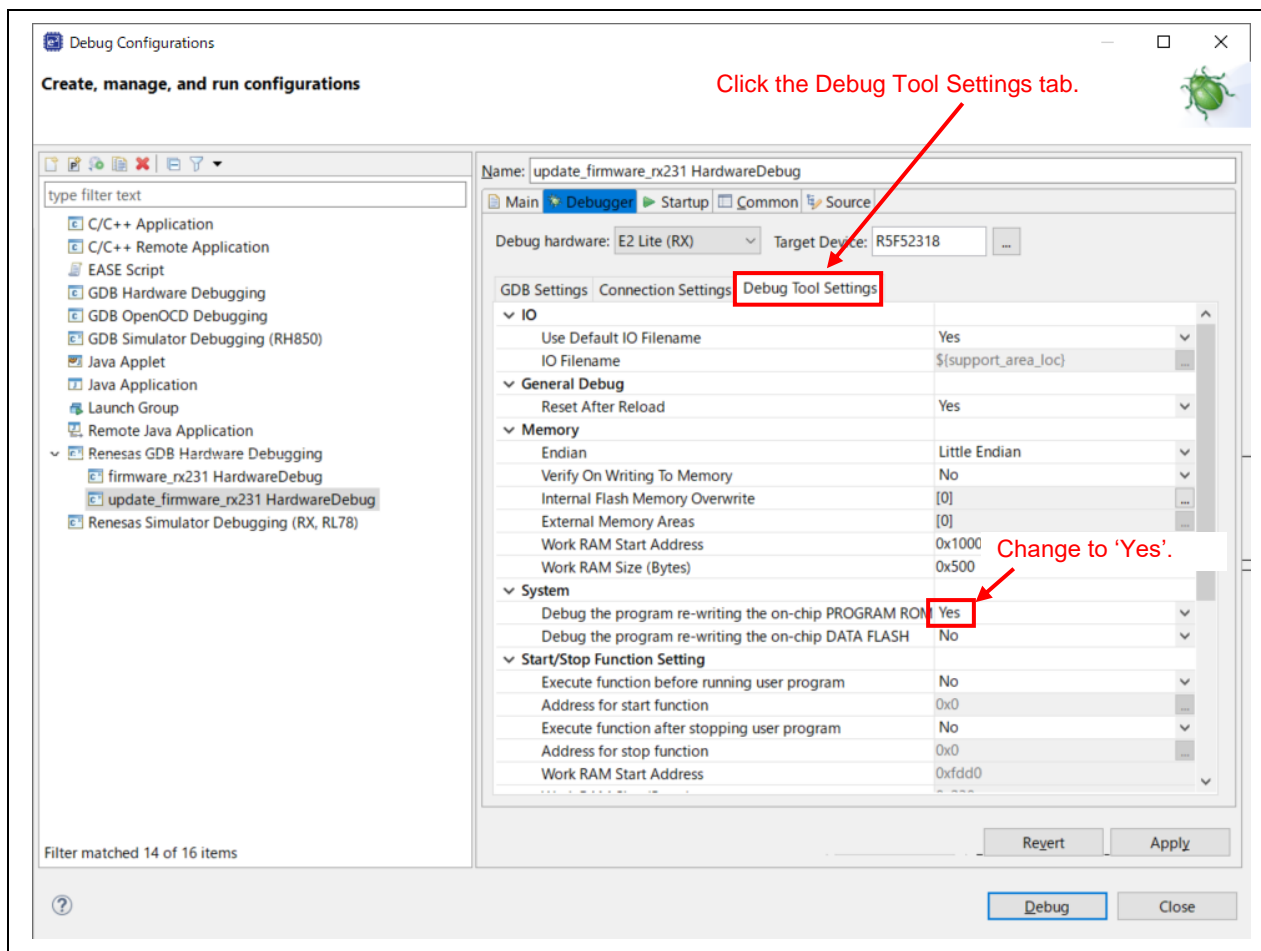 Debug Configurations
Create, manage, and run configurations
Click the Debug Tool Settings tab.
type filter text
C/C++ Application
C/C++ Remote Application
EASE Script
GDB Hardware Debugging
GDB OpenOCD Debugging
GDB Simulator Debugging (RH850)
Java Applet
Java Application
Launch Group
Remote Java Application
Renesas GDB Hardware Debugging
firmware_rx231 HardwareDebug
update_firmware_rx231 HardwareDebug
Renesas Simulator Debugging (RX, RL78)
Filter matched 14 of 16 items
Name: update_firmware_rx231 HardwareDebug
Main Debugger Startup Common Source
Debug hardware: E2 Lite (RX) Target Device: R5F52318 ...
GDB Settings Connection Settings Debug Tool Settings
IO
Use Default IO Filename Yes
IO Filename ${support_area_loc} ...
General Debug
Reset After Reload Yes
Memory
Endian Little Endian
Verify On Writing To Memory No
Internal Flash Memory Overwrite [0] ...
External Memory Areas [0] ...
Work RAM Start Address 0x1000
Change to ‘Yes’.
Work RAM Size (Bytes) 0x500
System
Debug the program re-writing the on-chip PROGRAM ROM Yes
Debug the program re-writing the on-chip DATA FLASH No
Start/Stop Function Setting
Execute function before running user program No
Address for start function 0x0 ...
Execute function after stopping user program No
Address for stop function 0x0 ...
Work RAM Start Address 0xfdd0
Revert Apply
Debug Close